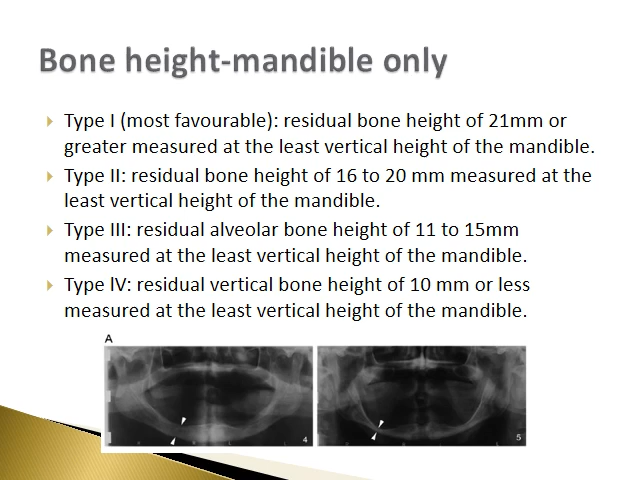 Bone height-mandible only
Type I (most favourable): residual bone height of 21mm or
greater measured at the least vertical height of the mandible.
Type II: residual bone height of 16 to 20 mm measured at the
least vertical height of the mandible.
Type III: residual alveolar bone height of 11 to 15mm
measured at the least vertical height of the mandible.
Type lV: residual vertical bone height of 10 mm or less
measured at the least vertical height of the mandible.
A
4
5